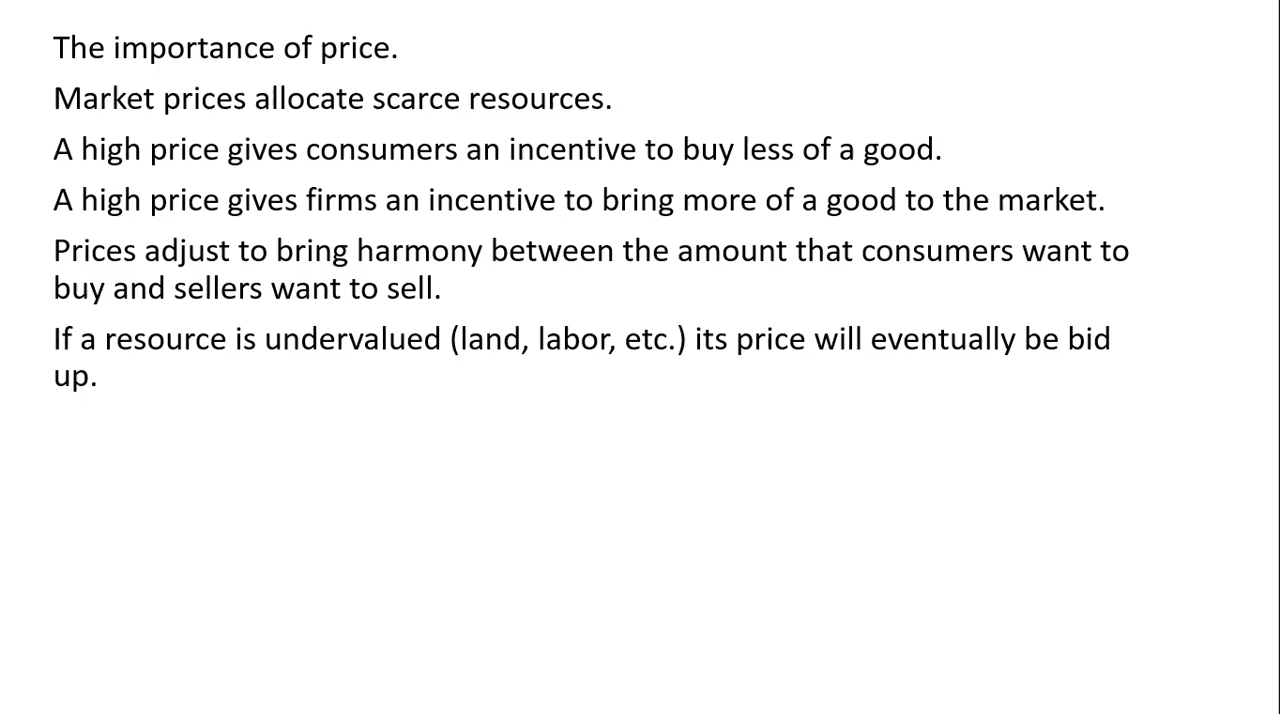 The importance of price.
Market prices allocate scarce resources.
A high price gives consumers an incentive to buy less of a good.
A high price gives firms an incentive to bring more of a good to the market.
Prices adjust to bring harmony between the amount that consumers want to
buy and sellers want to sell.
If a resource is undervalued (land, labor, etc.) its price will eventually be bid
up.